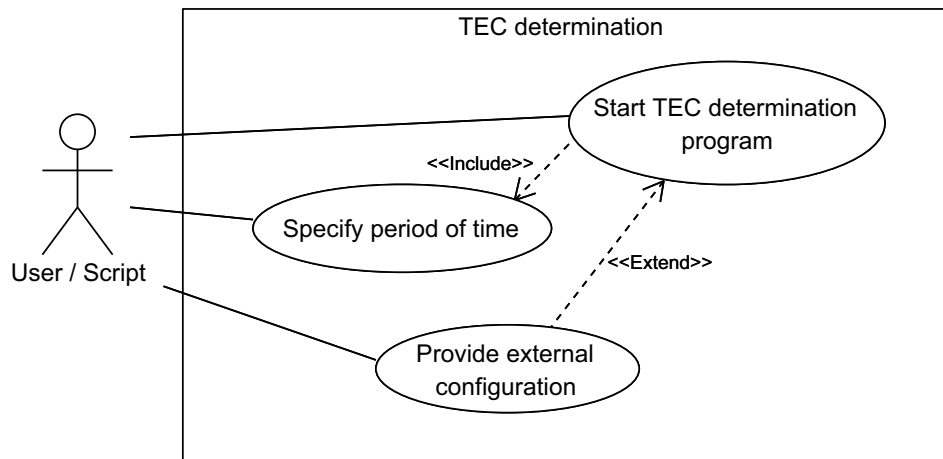 TEC determination
Start TEC determination
program
<<Include>>
Specify period of time
User / Script
<<Extend>>
Provide external
configuration